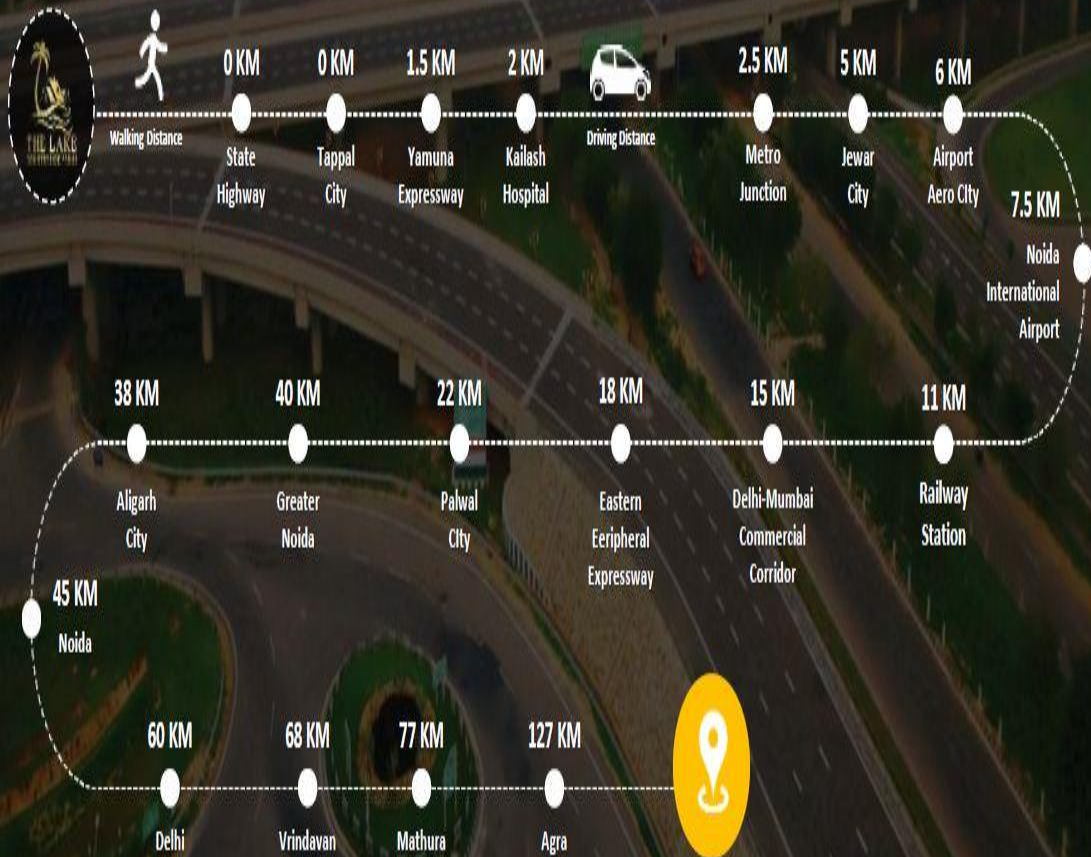 THE LAKE
Walking Distance
0 KM
State
Highway
0 KM
Tappal
City
1.5 KM
Yamuna
Expressway
2 KM
Kailash
Hospital
Driving Distance
2.5 KM
Metro
Junction
5 KM
Jewar
City
6 KM
Airport
Aero CIty
7.5 KM
Noida
International
Airport
11 KM
Railway
Station
15 KM
Delhi-Mumbai
Commercial
Corridor
18 KM
Eastern
Eeripheral
Expressway
22 KM
Palwal
CIty
40 KM
Greater
Noida
38 KM
Aligarh
City
45 KM
Noida
60 KM
Delhi
68 KM
Vrindavan
77 KM
Mathura
127 KM
Agra